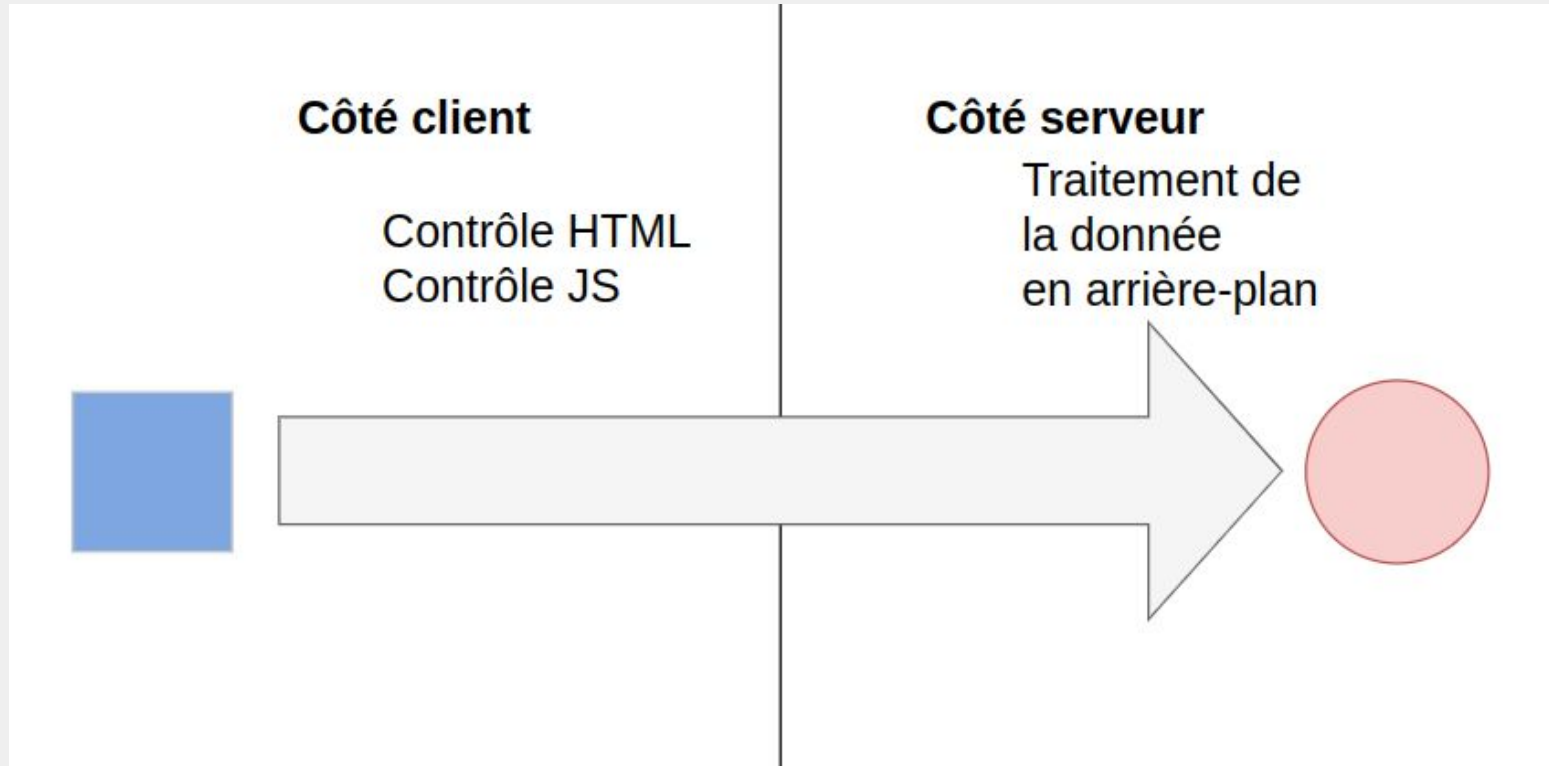 Côté client
Contrôle HTML
Contrôle JS
Côté serveur
Traitement de
la donnée
en arrière-plan